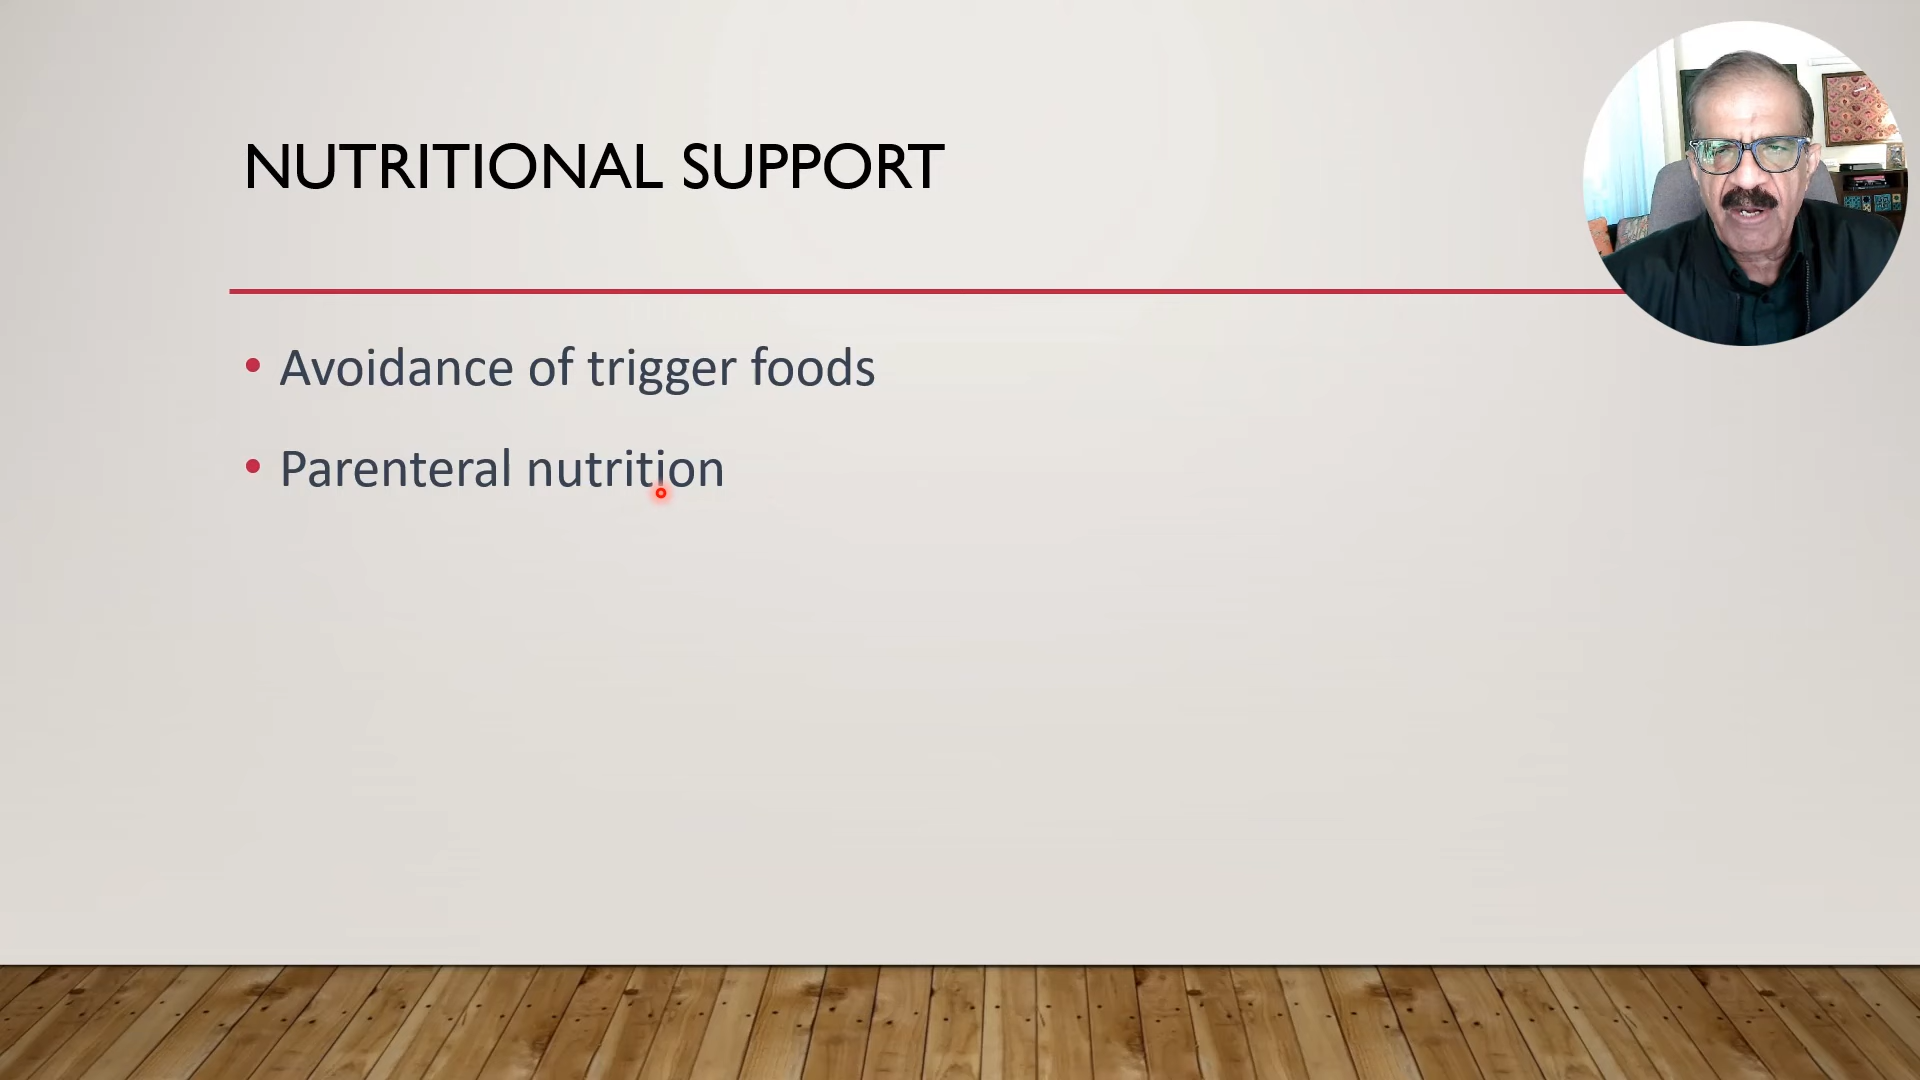 NUTRITIONAL SUPPORT
• Avoidance of trigger foods
• Parenteral nutrition